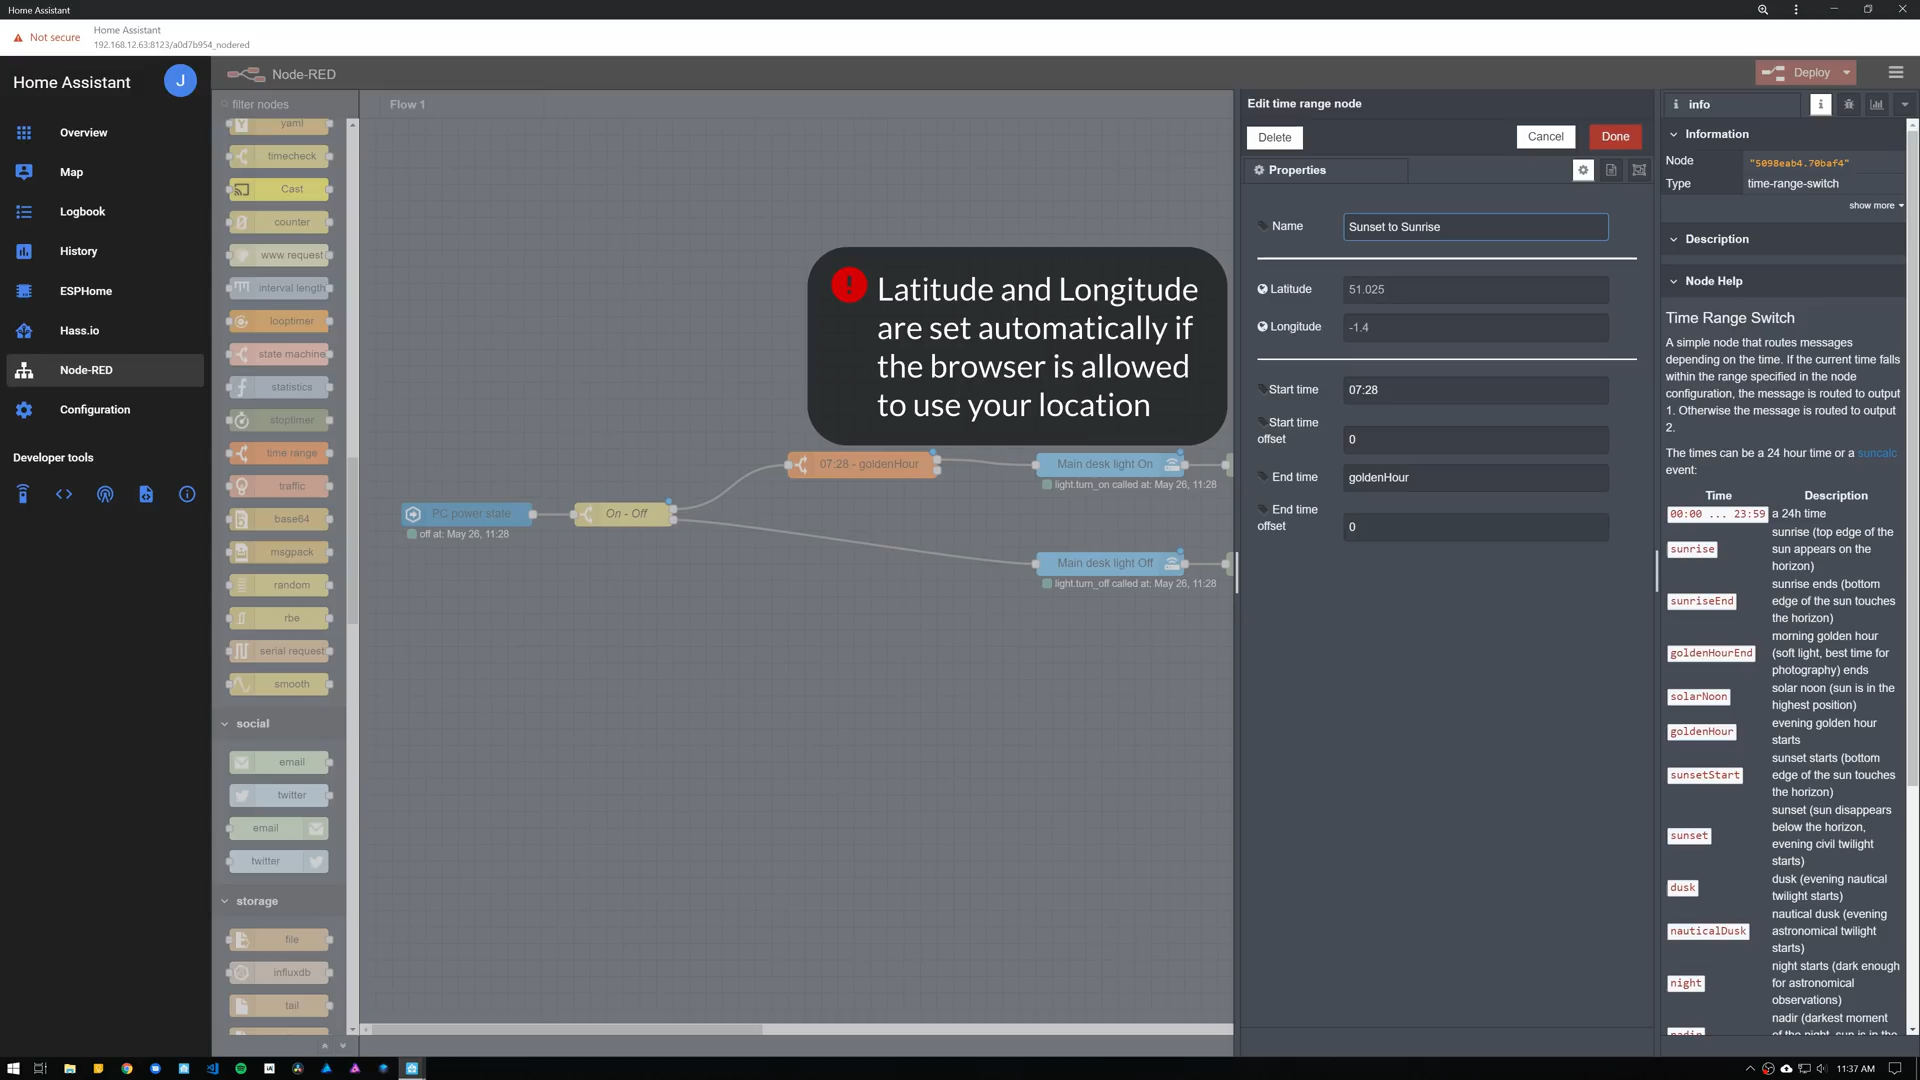 Home Assistant
Not secure
Home Assistant
192.168.12.63:8123/a0d7b954_nodered
Home Assistant
J
Overview
Map
Logbook
History
ESPHome
Hass.io
Node-RED
Configuration
Developer tools
Node-RED
Deploy
filter nodes
yaml
timecheck
Cast
counter
www request
interval length
looptimer
state machine
statistics
stoptimer
time range
traffic
base64
msgpack
random
rbe
serial request
smooth
social
email
twitter
email
twitter
storage
file
influxdb
tail
Flow 1
Latitude and Longitude
are set automatically if
the browser is allowed
to use your location
PC power state
off at: May 26, 11:28
On - Off
07:28 - goldenHour
Main desk light On
light.turn_on called at: May 26, 11:28
Main desk light Off
light.turn_off called at: May 26, 11:28
Edit time range node
Delete
Cancel
Done
Properties
Name
Sunset to Sunrise
Latitude
51.025
Longitude
-1.4
Start time
07:28
Start time
offset
0
End time
goldenHour
End time
offset
0
info
Information
Node
"5098eab4.70baf4"
Type
time-range-switch
show more
Description
Node Help
Time Range Switch
A simple node that routes messages
depending on the time. If the current time falls
within the range specified in the node
configuration, the message is routed to output
1. Otherwise the message is routed to output
2.
The times can be a 24 hour time or a suncalc
event:
Time Description
00:00 ... 23:59 a 24h time
sunrise
sunrise (top edge of the
sun appears on the
horizon)
sunriseEnd
sunrise ends (bottom
edge of the sun touches
the horizon)
goldenHourEnd
morning golden hour
(soft light, best time for
photography) ends
solarNoon
solar noon (sun is in the
highest position)
goldenHour
evening golden hour
starts
sunsetStart
sunset starts (bottom
edge of the sun touches
the horizon)
sunset
sunset (sun disappears
below the horizon,
evening civil twilight
starts)
dusk
dusk (evening nautical
twilight starts)
nauticalDusk
nautical dusk (evening
astronomical twilight
starts)
night
night starts (dark enough
for astronomical
observations)
nadir
nadir (darkest moment
of the night, sun is in the
11:37 AM